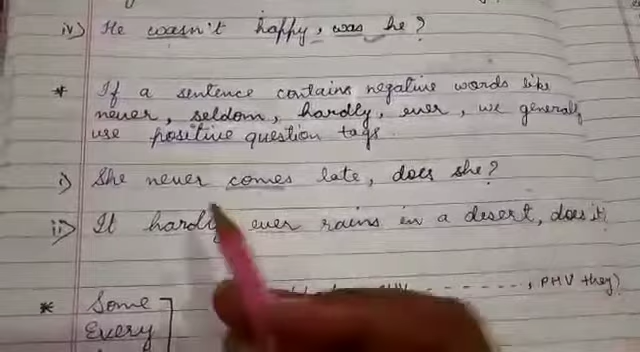 iv) He wasn't happy, was he?
* If a sentence contains negative words like
never, seldom, hardly, ever, we generally
use positive question tags.
i) She never comes late, does she?
ii) It hardly ever rains in a desert, does it
* Some
, PHV they)
Every